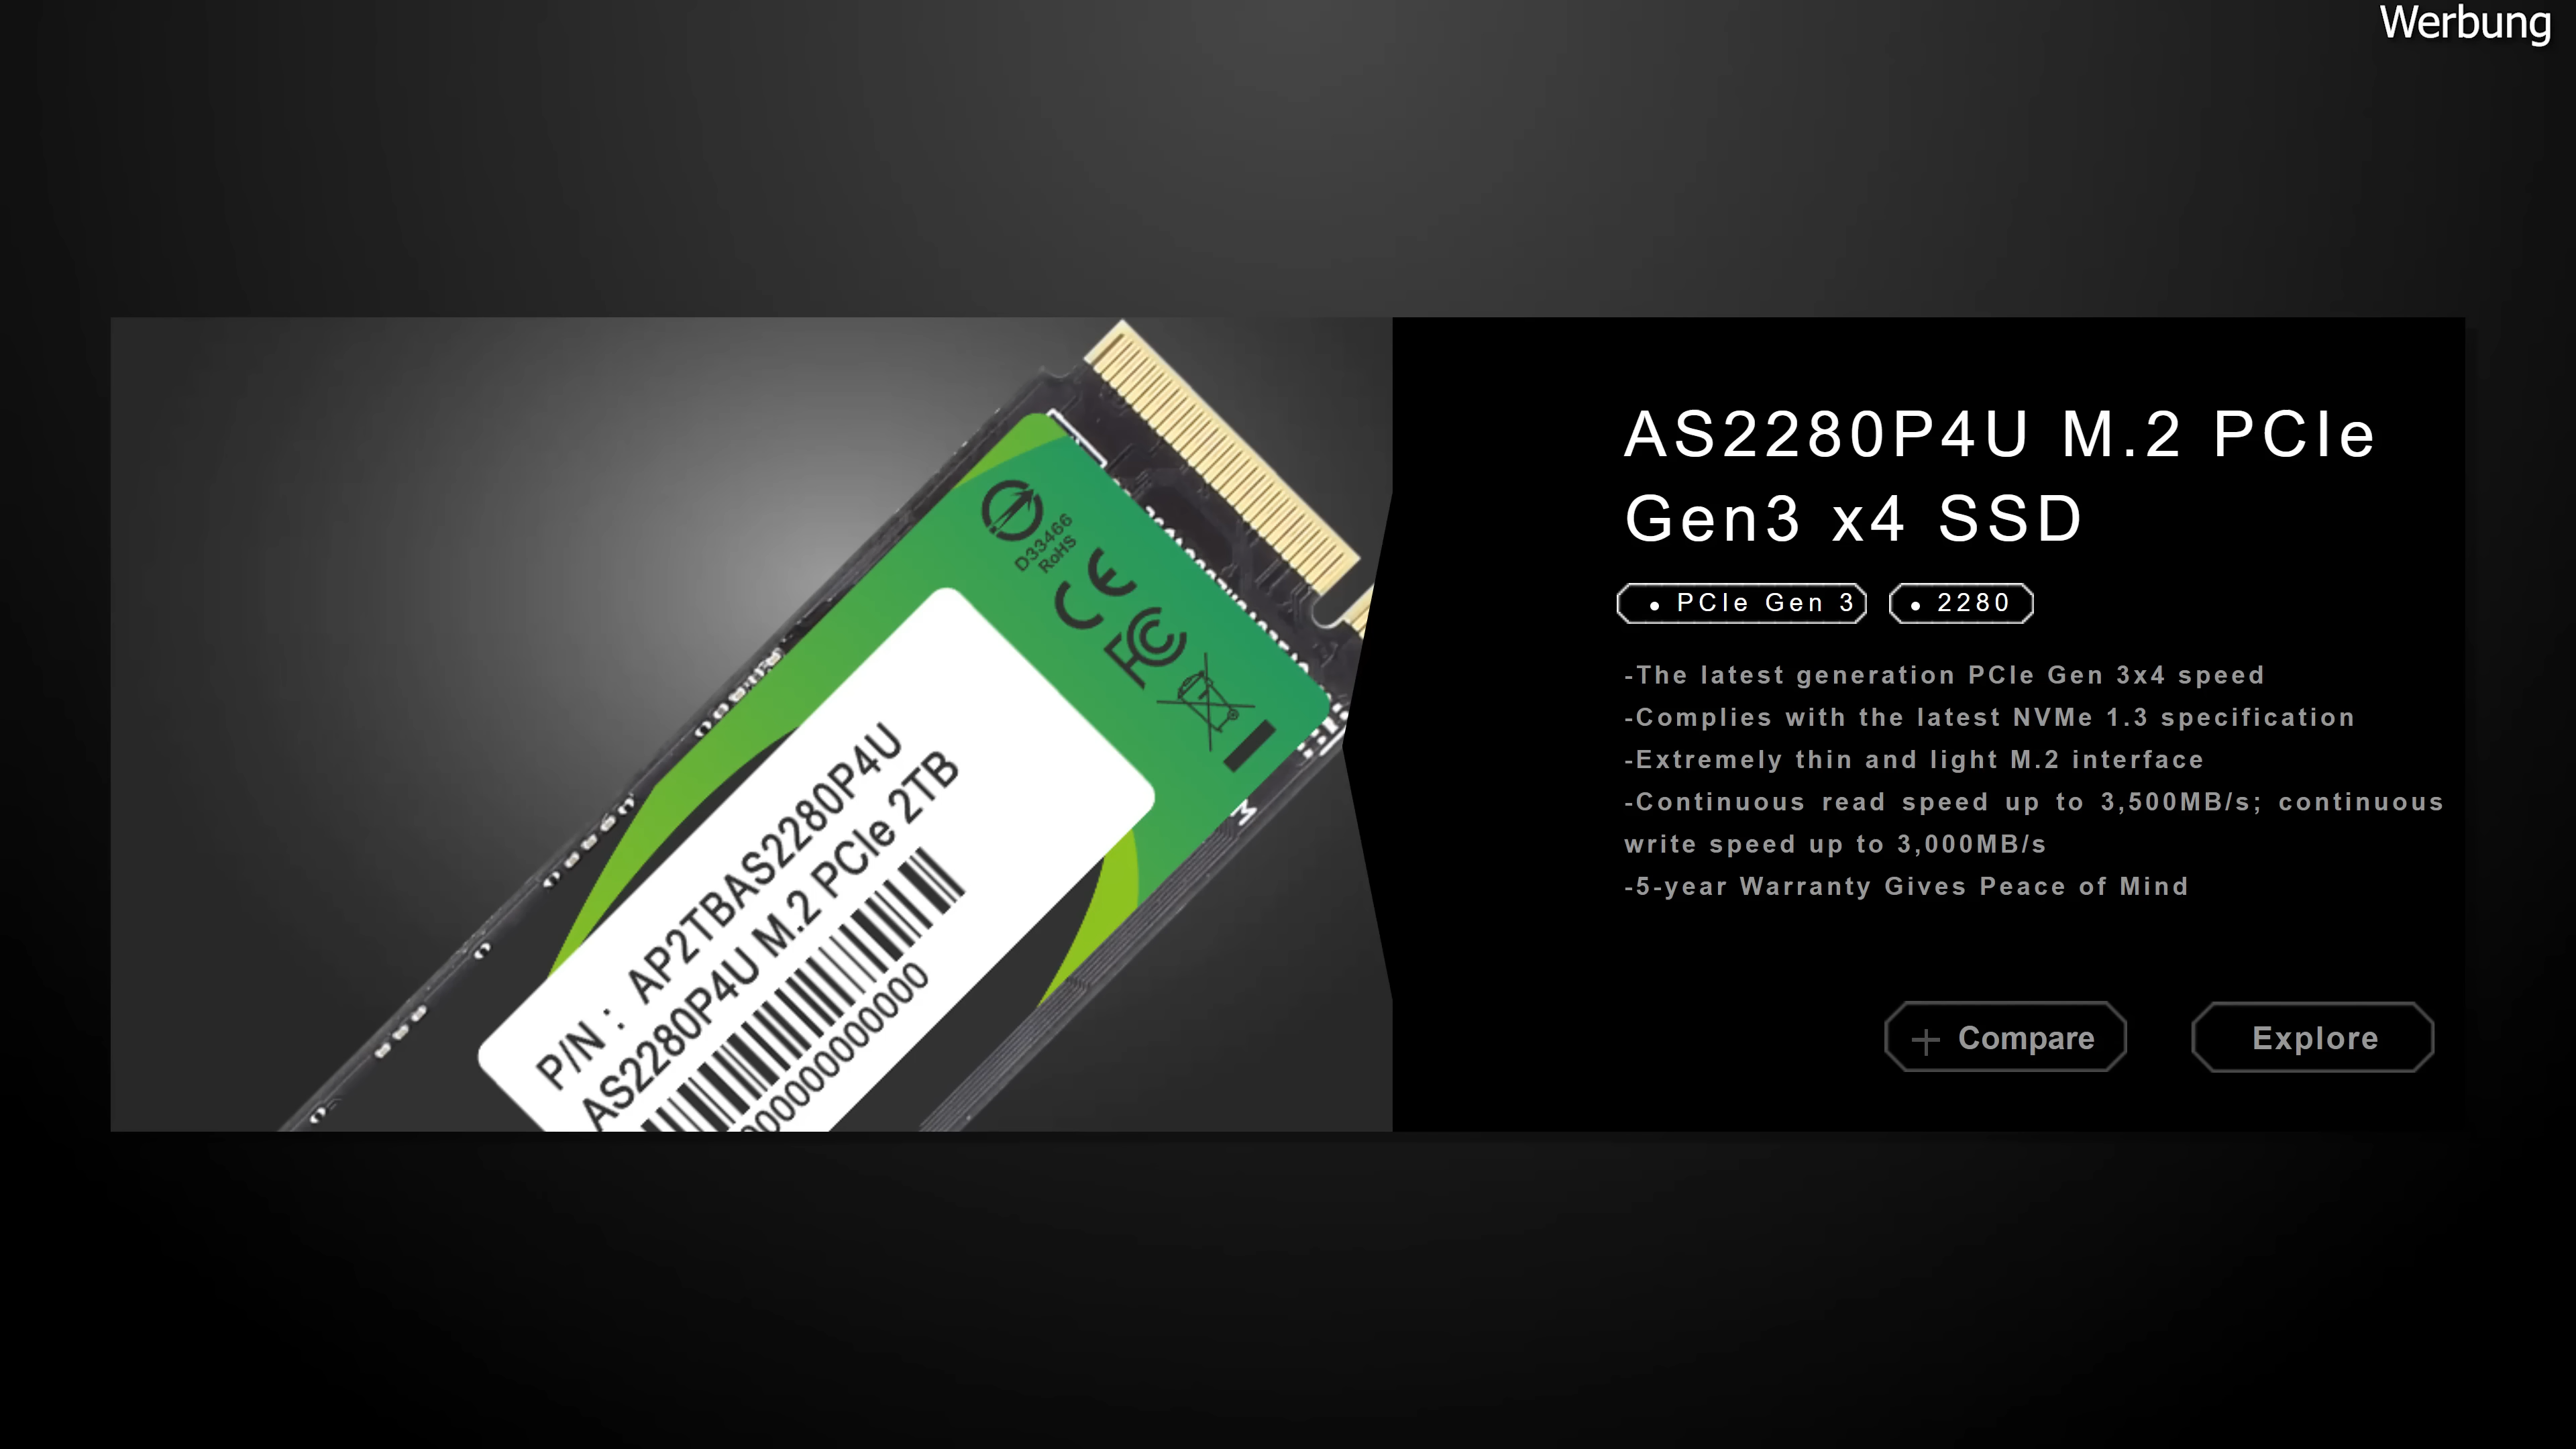 Werbung
AS2280P4U M.2 PCIe
Gen3 x4 SSD
• PCIe Gen 3
• 2280
-The latest generation PCIe Gen 3x4 speed
-Complies with the latest NVMe 1.3 specification
-Extremely thin and light M.2 interface
-Continuous read speed up to 3,500MB/s; continuous
write speed up to 3,000MB/s
-5-year Warranty Gives Peace of Mind
+ Compare
Explore
D33466
RoHS
CE
FC
P/N : AP2TBAS2280P4U
AS2280P4U M.2 PCIe 2TB
M